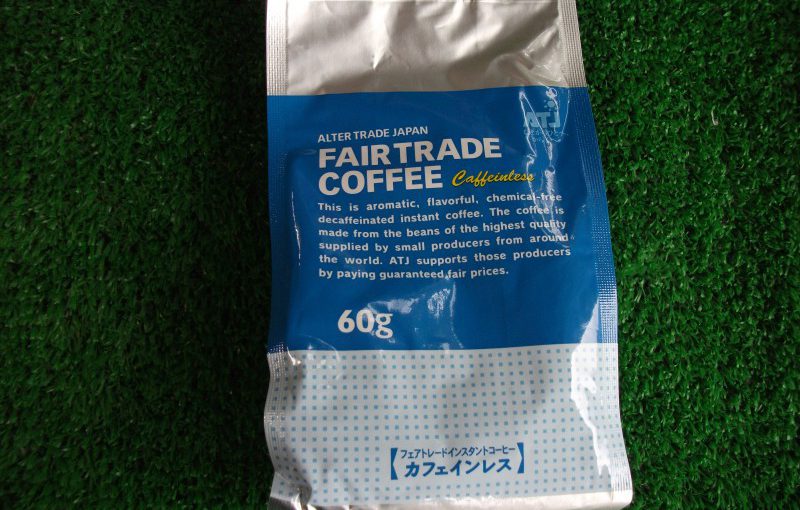 ATJ
ALTER TRADE JAPAN
FAIRTRADE
COFFEE Caffeinless
This is aromatic, flavorful, chemical-free
decaffeinated instant coffee. The coffee is
made from the beans of the highest quality
supplied by small producers from around
the world. ATJ supports those producers
by paying guaranteed fair prices.
60g
フェアトレードインスタントコーヒー
【カフェインレス】